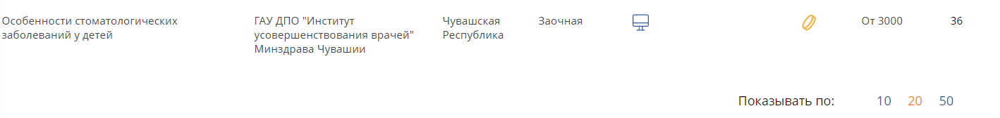 Особенности стоматологических
заболеваний у детей
ГАУ ДПО "Институт
усовершенствования врачей"
Минздрава Чувашии
Чувашская
Республика
Заочная
От 3000
36
Показывать по: 10 20 50